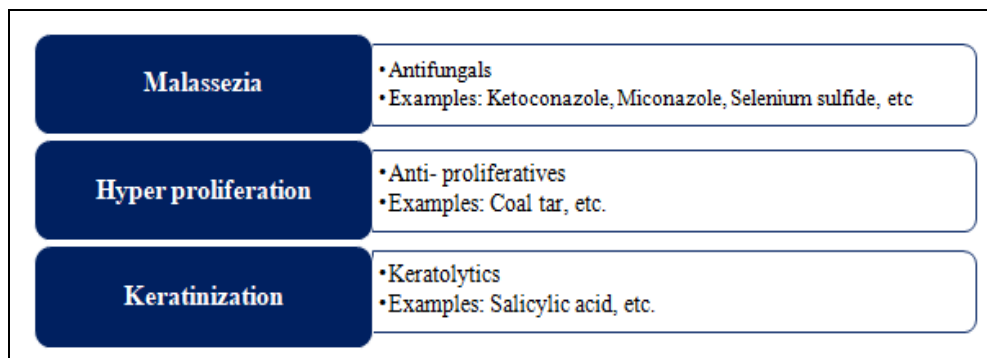 Malassezia
•Antifungals
•Examples: Ketoconazole, Miconazole, Selenium sulfide, etc
Hyper proliferation
•Anti- proliferatives
•Examples: Coal tar, etc.
Keratinization
•Keratolytics
•Examples: Salicylic acid, etc.